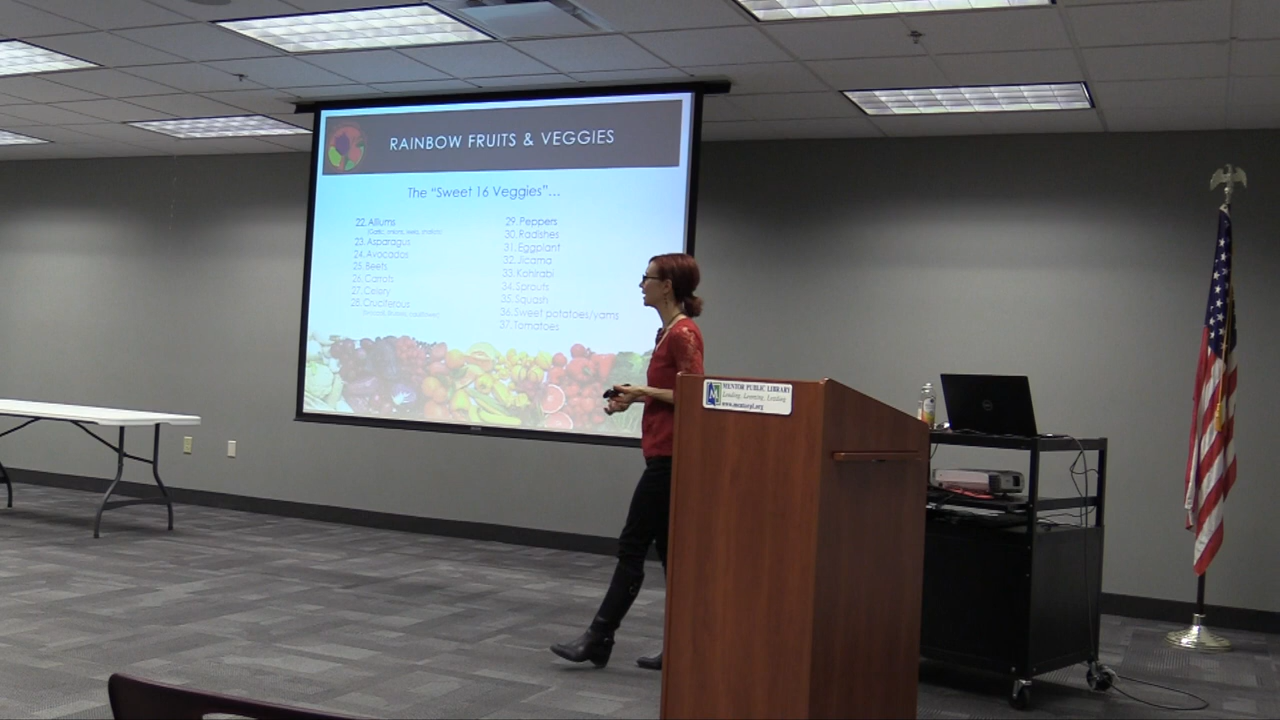 RAINBOW FRUITS & VEGGIES
The "Sweet 16 Veggies"...
22. Alliums
23. Asparagus
24. Avocados
25. Beets
26. Carrots
27. Celery
28. Cruciferous
29. Peppers
30. Radishes
31. Eggplant
32. Jicama
33. Kohlrabi
34. Sprouts
35. Squash
36. Sweet potatoes/yams
37. Tomatoes
MENTOR PUBLIC LIBRARY